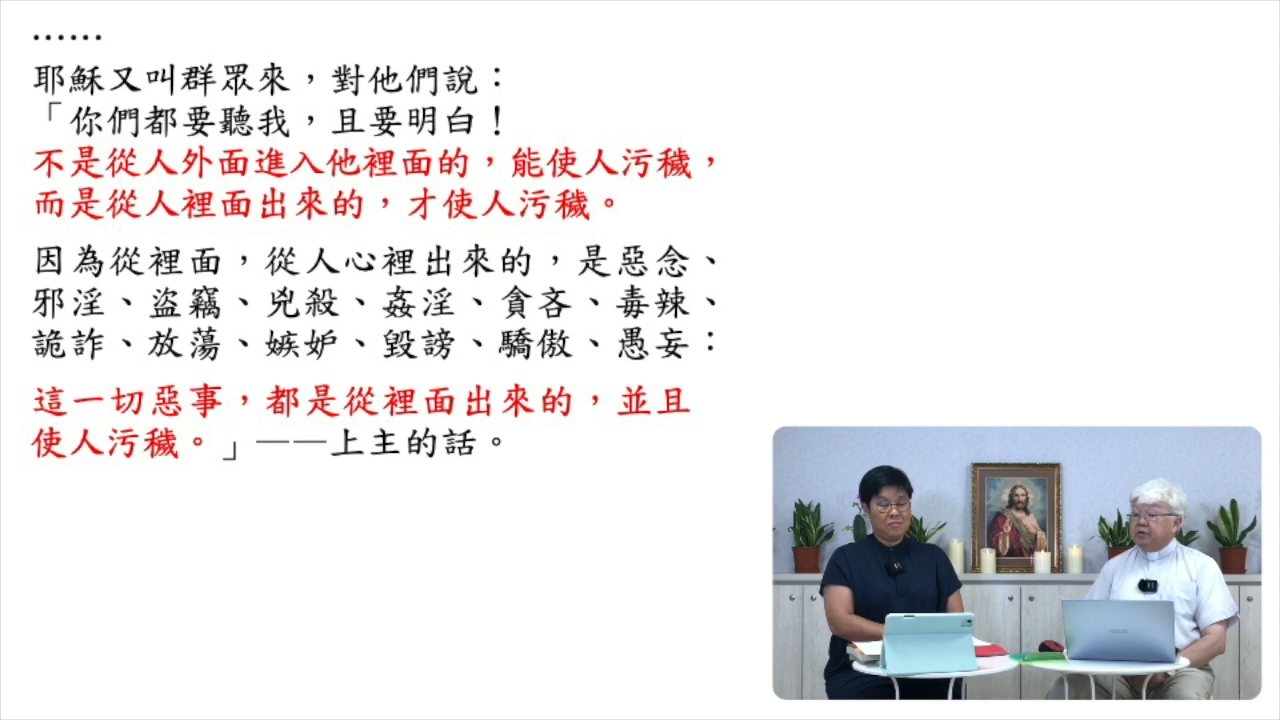 ……
耶穌又叫群眾來，對他們說：
「你們都要聽我，且要明白！
不是從人外面進入他裡面的，能使人污穢，
而是從人裡面出來的，才使人污穢。
因為從裡面，從人心裡出來的，是惡念、
邪淫、盜竊、兇殺、姦淫、貪吝、毒辣、
詭詐、放蕩、嫉妒、毀謗、驕傲、愚妄：
這一切惡事，都是從裡面出來的，並且
使人污穢。」——上主的話。
ASUS